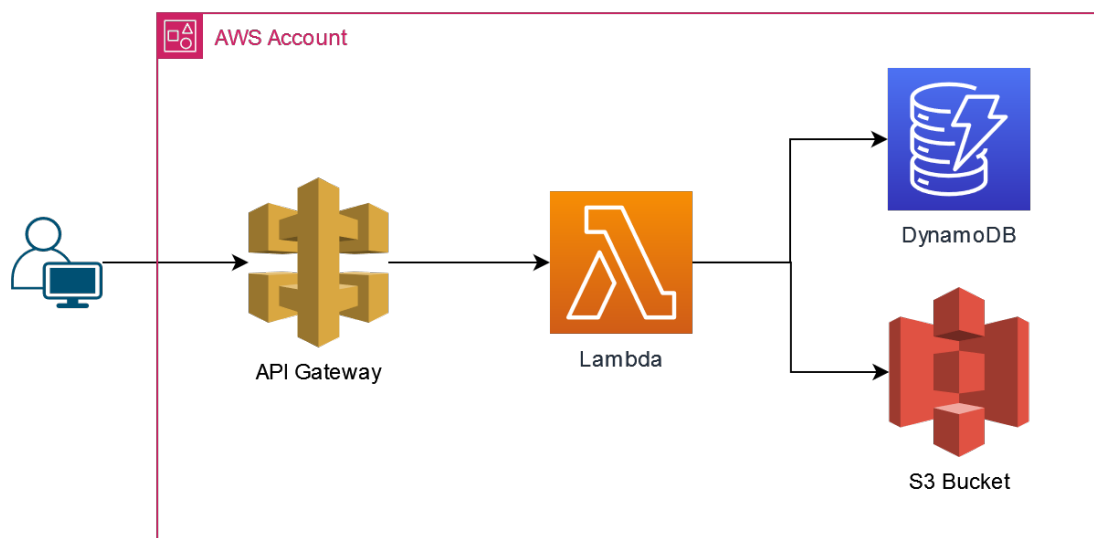 AWS Account
API Gateway
Lambda
DynamoDB
S3 Bucket